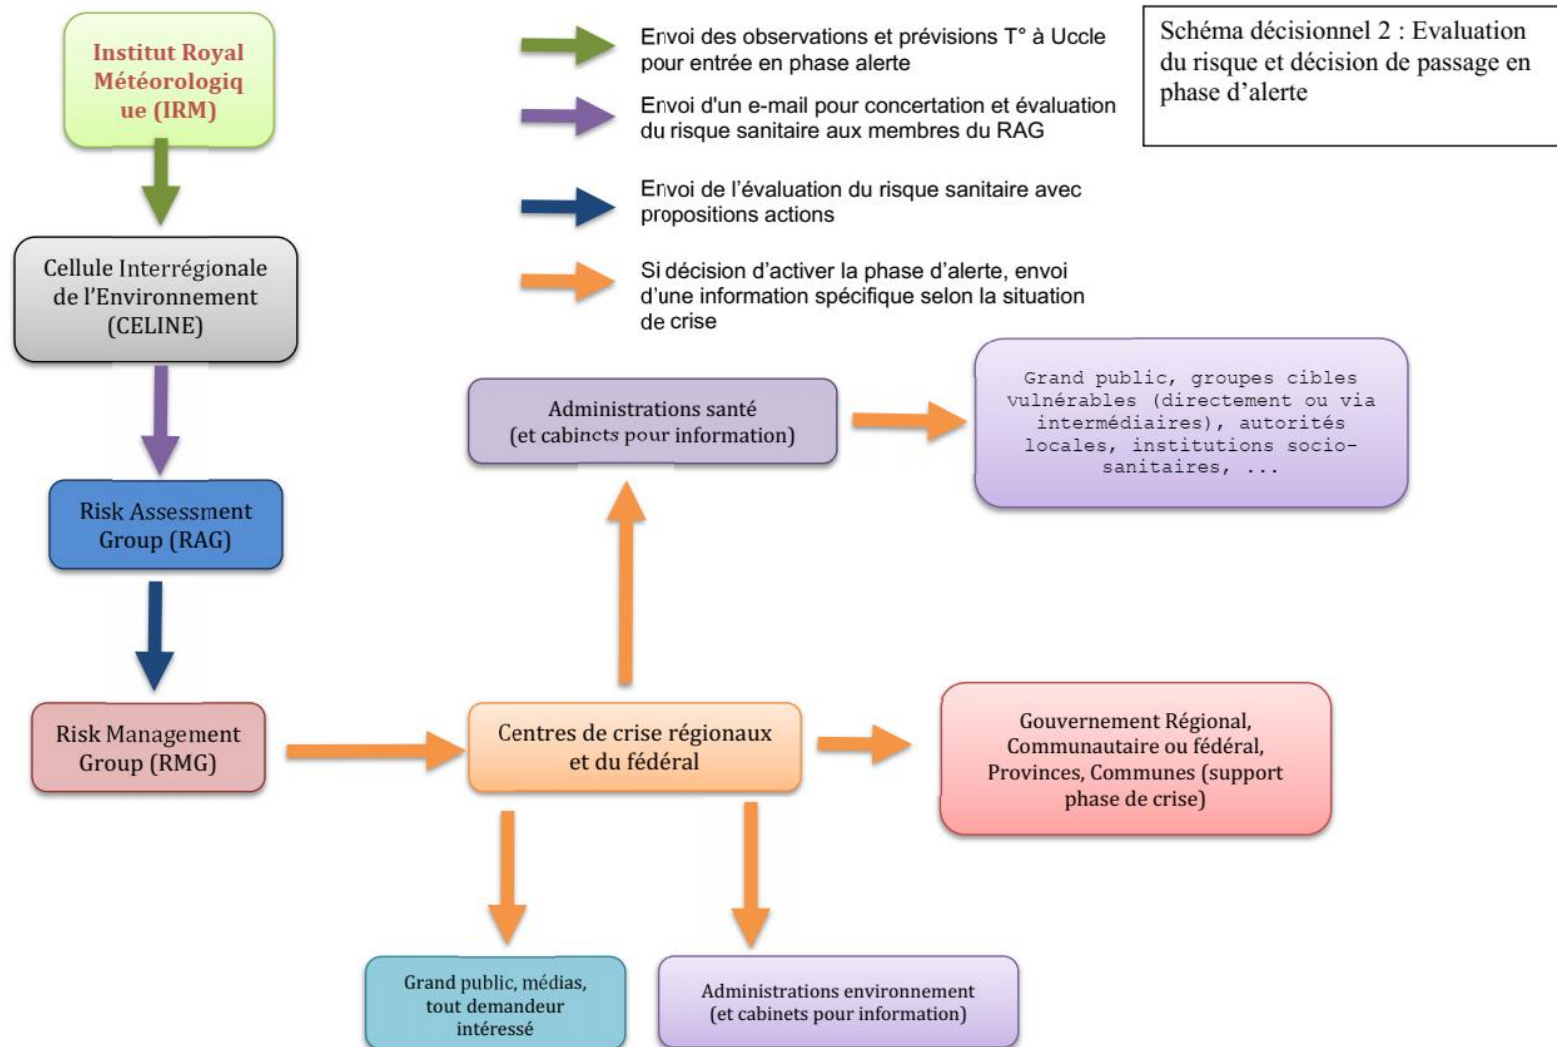 Institut Royal
Météorologiq
ue (IRM)
Envoi des observations et prévisions T° à Uccle
pour entrée en phase alerte
Envoi d'un e-mail pour concertation et évaluation
du risque sanitaire aux membres du RAG
Envoi de l’évaluation du risque sanitaire avec
propositions actions
Si décision d’activer la phase d’alerte, envoi
d’une information spécifique selon la situation
de crise
Schéma décisionnel 2 : Evaluation
du risque et décision de passage en
phase d’alerte
Cellule Interrégionale
de l’Environnement
(CELINE)
Administrations santé
(et cabinets pour information)
Grand public, groupes cibles
vulnérables (directement ou via
intermédiaires), autorités
locales, institutions socio-
sanitaires, ...
Risk Assessment
Group (RAG)
Risk Management
Group (RMG)
Centres de crise régionaux
et du fédéral
Gouvernement Régional,
Communautaire ou fédéral,
Provinces, Communes (support
phase de crise)
Grand public, médias,
tout demandeur
intéressé
Administrations environnement
(et cabinets pour information)